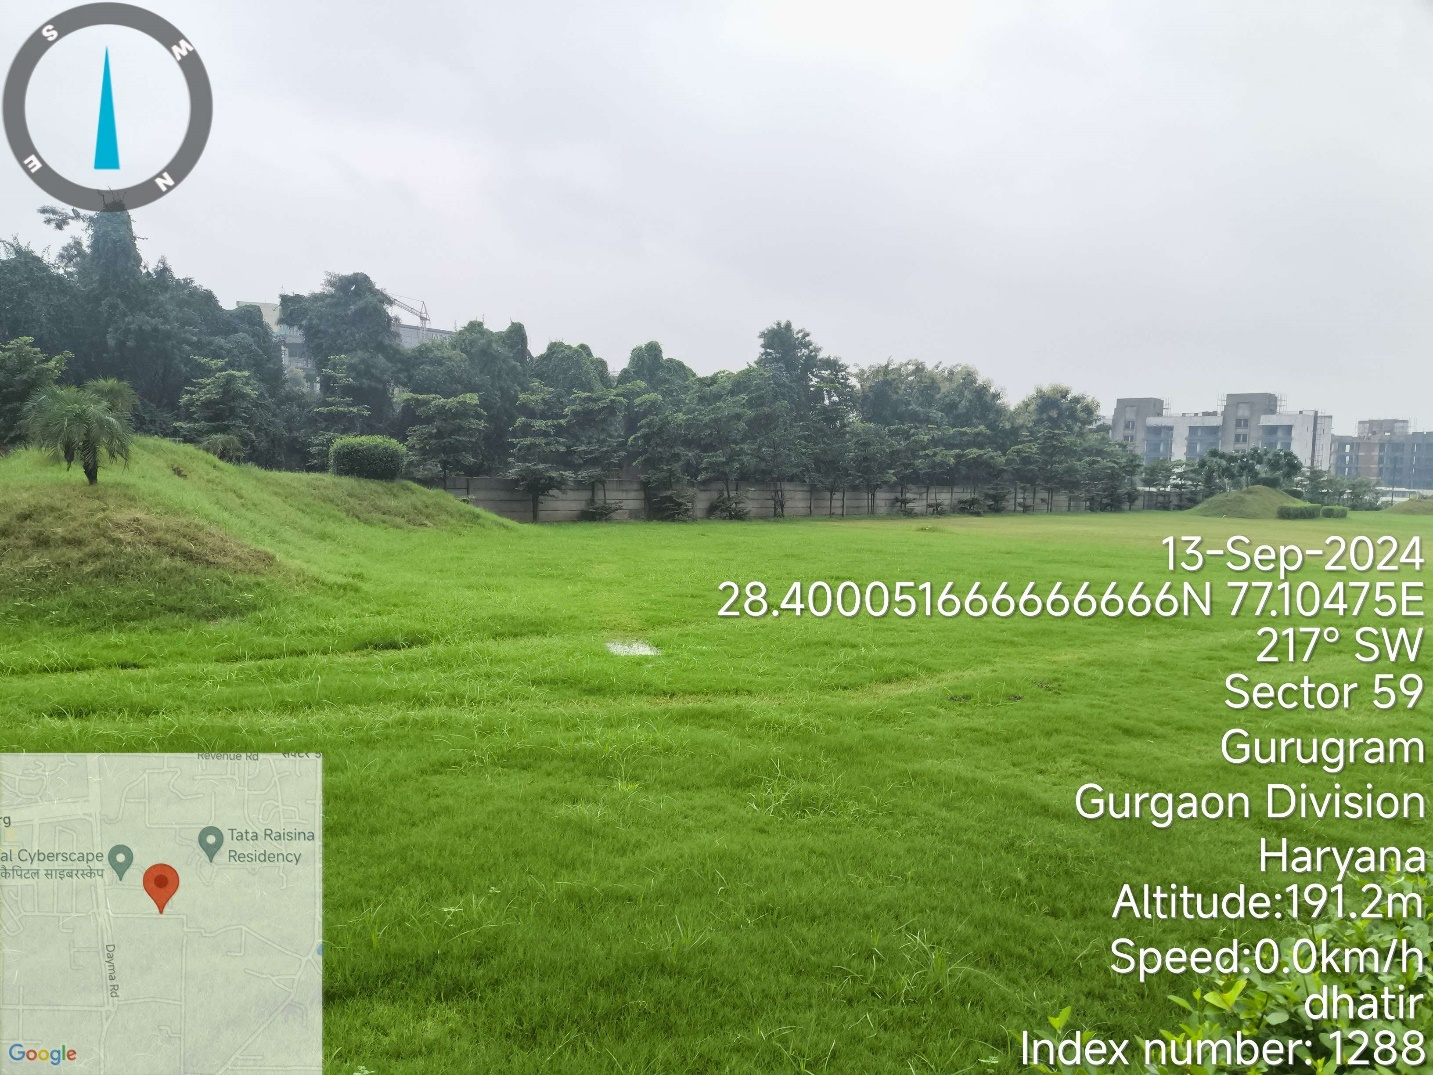 S
W
E
N
13-Sep-2024
28.400051666666666N 77.10475E
217° SW
Sector 59
Gurugram
Gurgaon Division
Haryana
Altitude:191.2m
Speed:0.0km/h
dhatir
Index number: 1288
Revenue Rd
rg
Tata Raisina
Residency
al Cyberscape
कैपिटल साइबरस्केप
Dayma Rd
Google